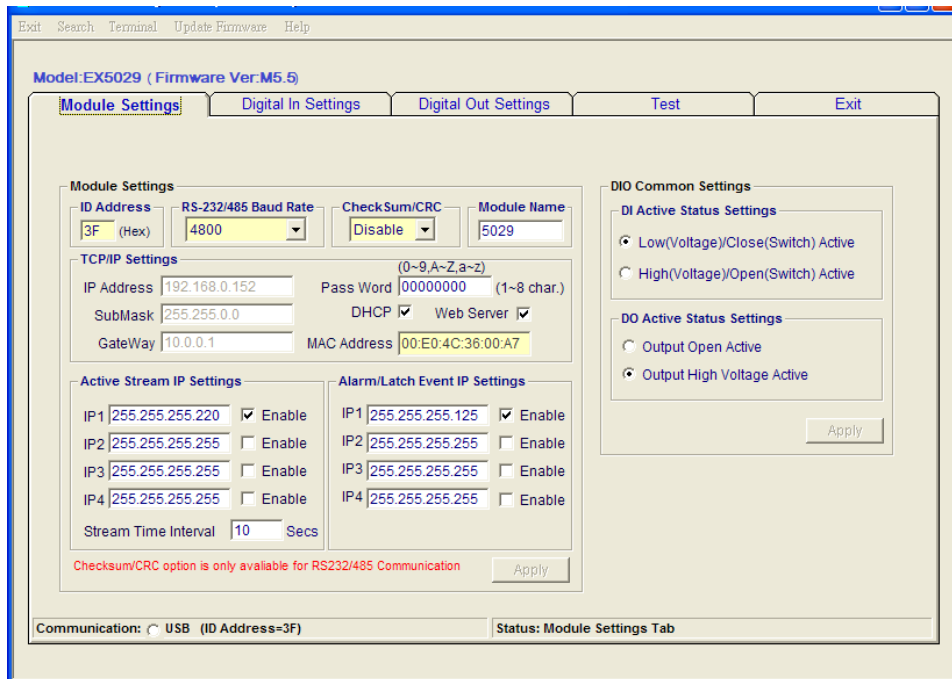 Exit Search Terminal Update Firmware Help
Model:EX5029 ( Firmware Ver:M5.5)
Module Settings Digital In Settings Digital Out Settings Test Exit
Module Settings
ID Address
3F (Hex)
RS-232/485 Baud Rate
4800
CheckSum/CRC
Disable
Module Name
5029
TCP/IP Settings
(0~9,A~Z,a~z)
IP Address 192.168.0.152 Pass Word 00000000 (1~8 char.)
SubMask 255.255.0.0 DHCP Web Server
GateWay 10.0.0.1 MAC Address 00:E0:4C:36:00:A7
Active Stream IP Settings
IP1 255.255.255.220 Enable
IP2 255.255.255.255 Enable
IP3 255.255.255.255 Enable
IP4 255.255.255.255 Enable
Stream Time Interval 10 Secs
Alarm/Latch Event IP Settings
IP1 255.255.255.125 Enable
IP2 255.255.255.255 Enable
IP3 255.255.255.255 Enable
IP4 255.255.255.255 Enable
Checksum/CRC option is only avaliable for RS232/485 Communication
Apply
DIO Common Settings
DI Active Status Settings
Low(Voltage)/Close(Switch) Active
High(Voltage)/Open(Switch) Active
DO Active Status Settings
Output Open Active
Output High Voltage Active
Apply
Communication: USB (ID Address=3F)
Status: Module Settings Tab